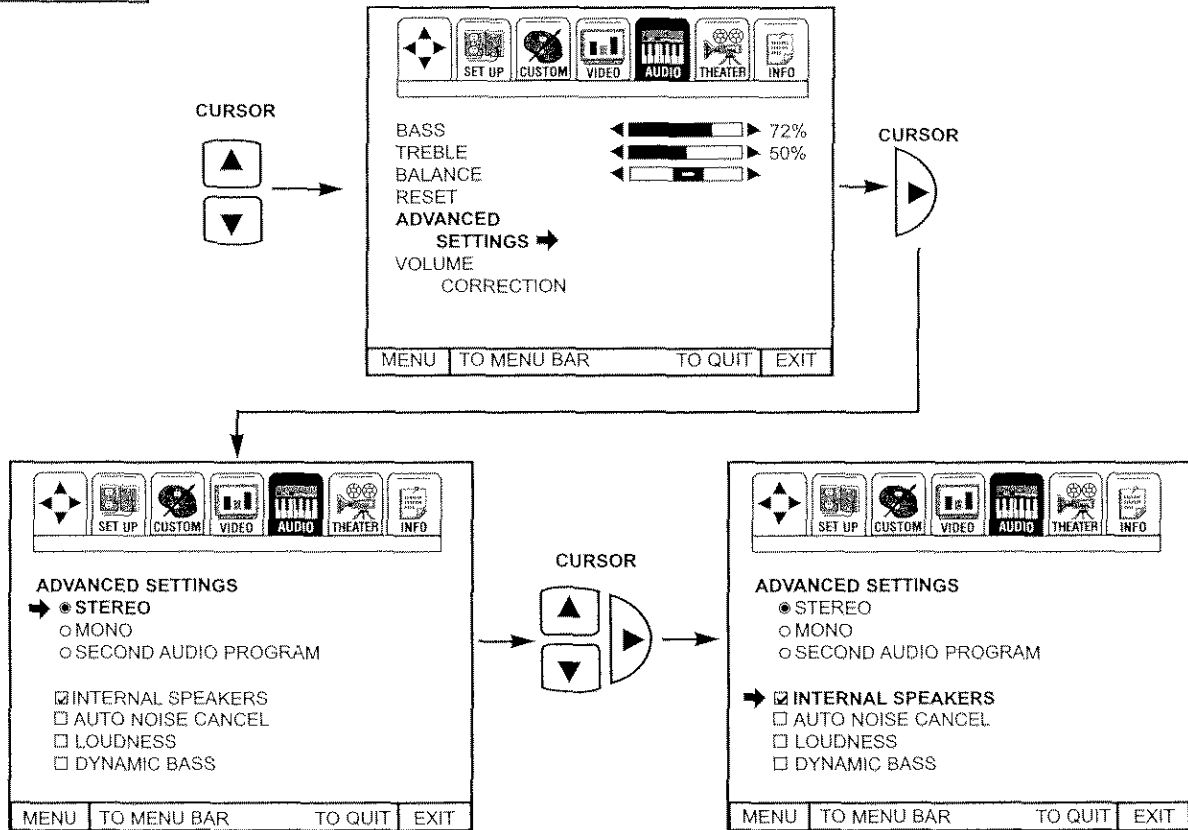 SET UP CUSTOM VIDEO AUDIO THEATER INFO
CURSOR
BASS 72%
TREBLE 50%
BALANCE
RESET
ADVANCED
SETTINGS
VOLUME
CORRECTION
MENU TO MENU BAR TO QUIT EXIT
CURSOR
SET UP CUSTOM VIDEO AUDIO THEATER INFO
ADVANCED SETTINGS
STEREO
MONO
SECOND AUDIO PROGRAM
INTERNAL SPEAKERS
AUTO NOISE CANCEL
LOUDNESS
DYNAMIC BASS
MENU TO MENU BAR TO QUIT EXIT
CURSOR
SET UP CUSTOM VIDEO AUDIO THEATER INFO
ADVANCED SETTINGS
STEREO
MONO
SECOND AUDIO PROGRAM
INTERNAL SPEAKERS
AUTO NOISE CANCEL
LOUDNESS
DYNAMIC BASS
MENU TO MENU BAR TO QUIT EXIT